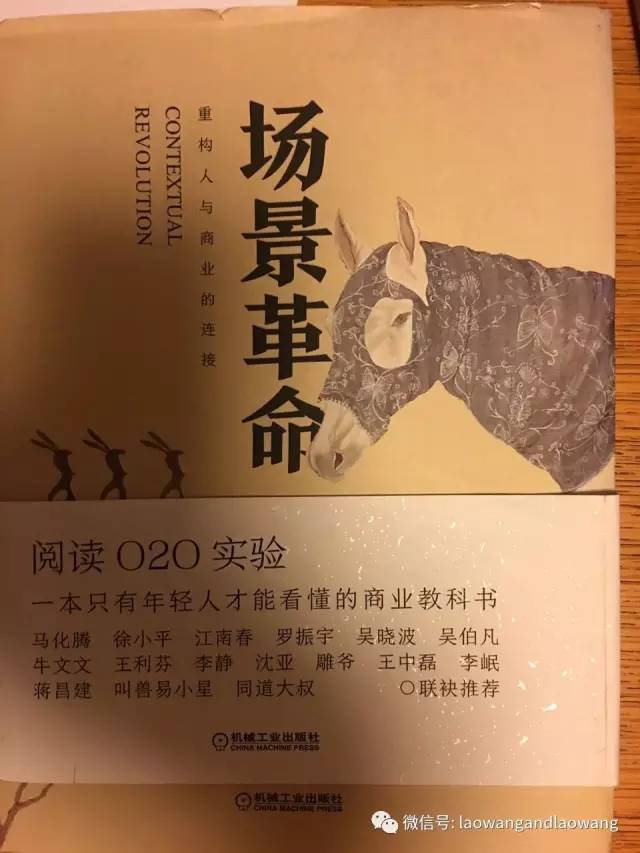 场景革命
重构人与商业的连接
CONTEXTUAL
REVOLUTION
阅读O2O实验
一本只有年轻人才能看懂的商业教科书
马化腾 徐小平 江南春 罗振宇 吴晓波 吴伯凡
牛文文 王利芬 李静 沈亚 雕爷 王中磊 李岷
蒋昌建 叫兽易小星 同道大叔 〇联袂推荐
机械工业出版社
CHINA MACHINE PRESS
机械工业出版社
CHINA MACHINE PRESS
微信号: laowangandlaowang